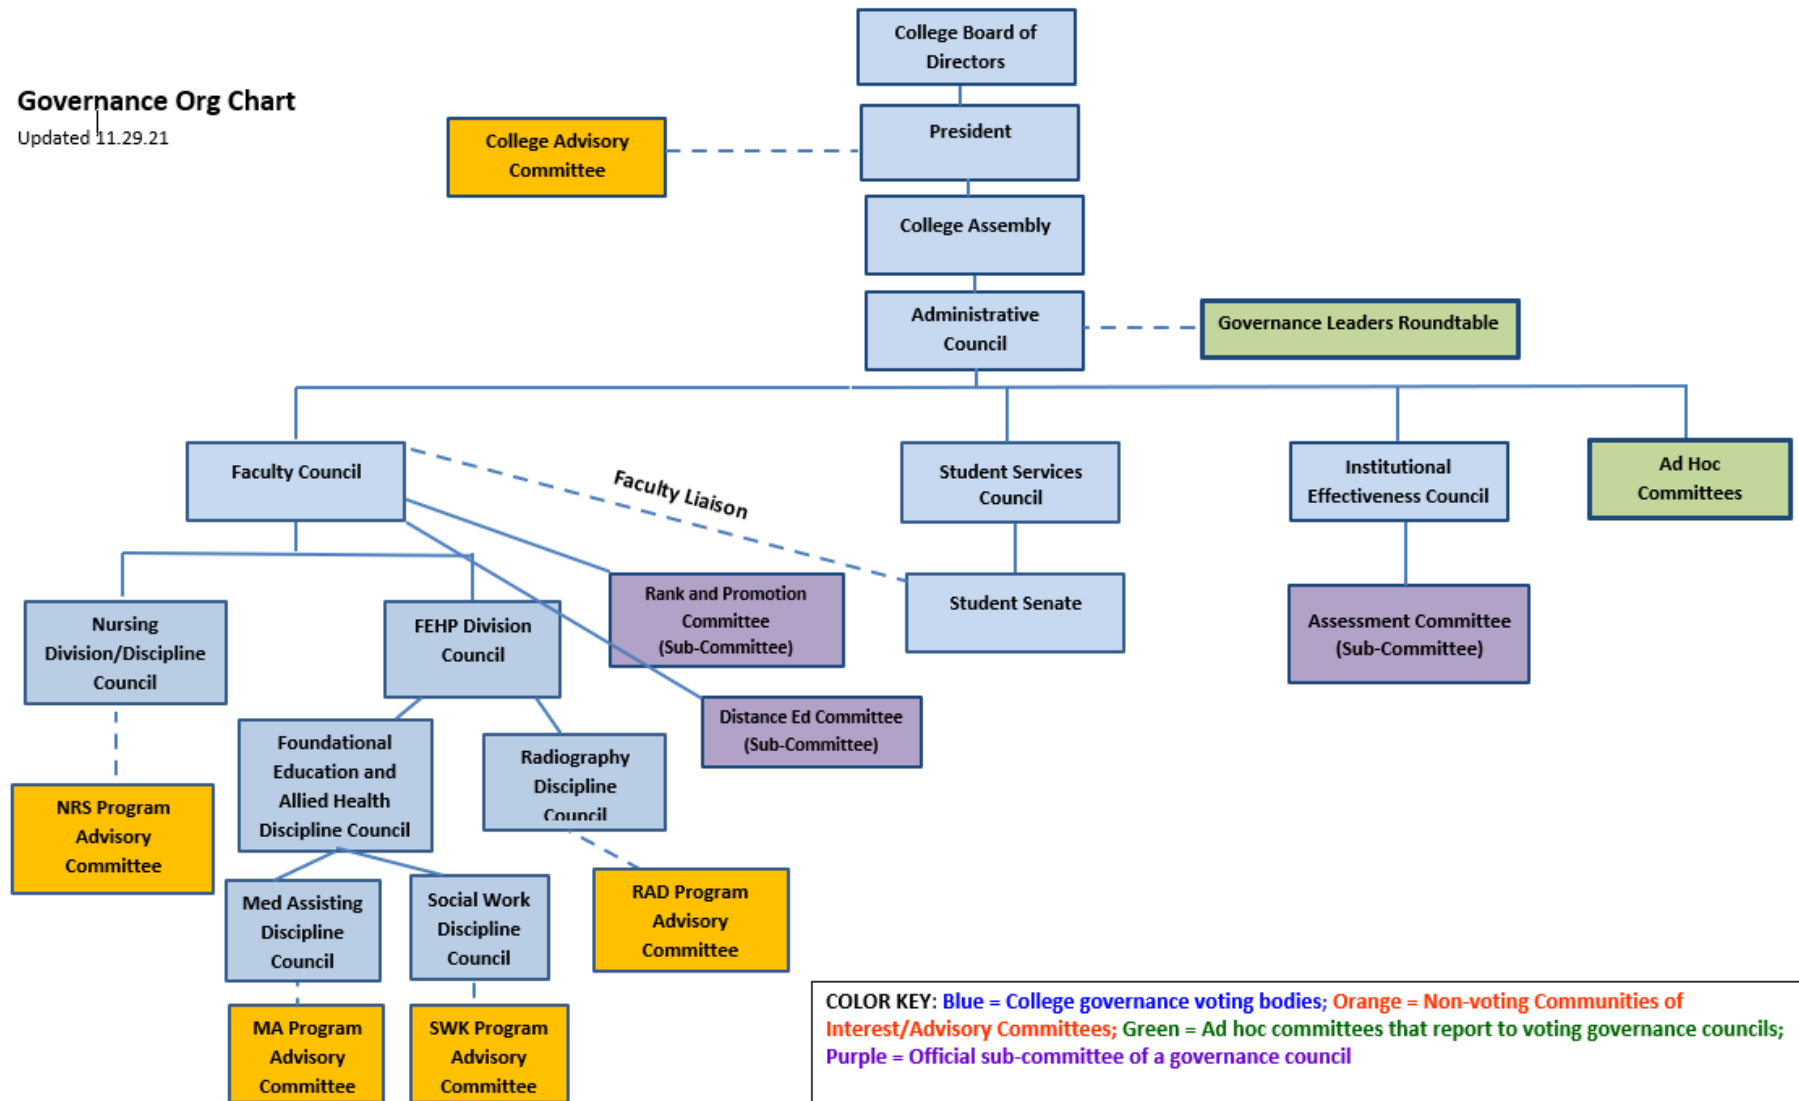 College Board of
Directors
Governance Org Chart
Updated 11.29.21
College Advisory
Committee
President
College Assembly
Administrative
Council
Governance Leaders Roundtable
Faculty Council
Faculty Liaison
Student Services
Council
Institutional
Effectiveness Council
Ad Hoc
Committees
Nursing
Division/Discipline
Council
FEHP Division
Council
Rank and Promotion
Committee
(Sub-Committee)
Student Senate
Assessment Committee
(Sub-Committee)
Distance Ed Committee
(Sub-Committee)
Foundational
Education and
Allied Health
Discipline Council
Radiography
Discipline
Council
NRS Program
Advisory
Committee
Med Assisting
Discipline
Council
Social Work
Discipline
Council
RAD Program
Advisory
Committee
MA Program
Advisory
Committee
SWK Program
Advisory
Committee
COLOR KEY: Blue = College governance voting bodies; Orange = Non-voting Communities of
Interest/Advisory Committees; Green = Ad hoc committees that report to voting governance councils;
Purple = Official sub-committee of a governance council